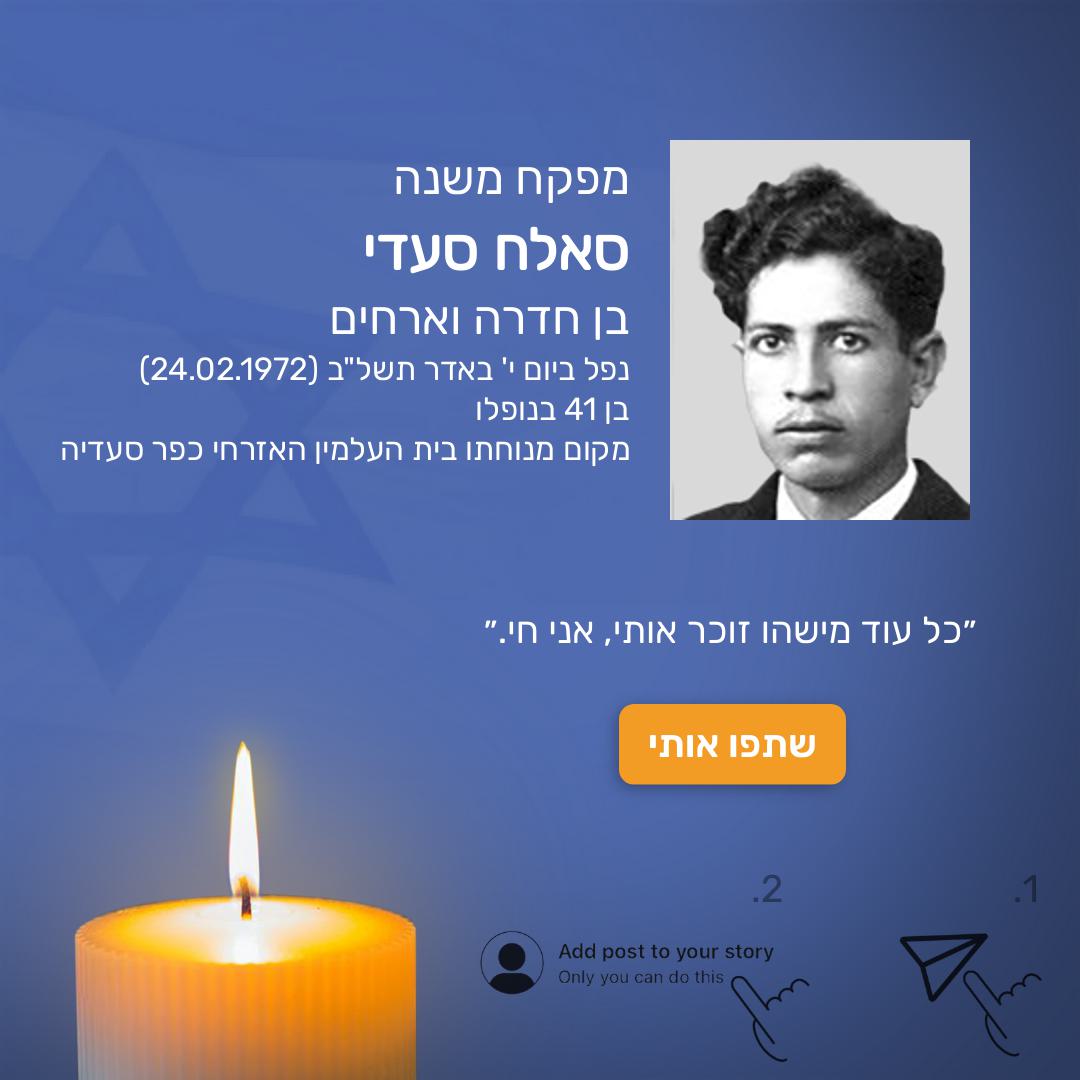 מפקח משנה
סאלח סעדי
בן חדרה וארחים
נפל ביום י' באדר תשל"ב (24.02.1972)
בן 41 בנופלו
מקום מנוחתו בית העלמין האזרחי כפר סעדיה
״כל עוד מישהו זוכר אותי, אני חי.״
שתפו אותי
1.
2.
Add post to your story
Only you can do this